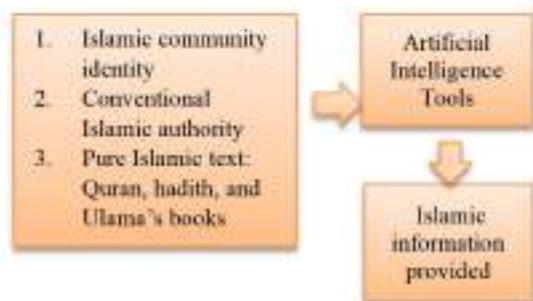 1. Islamic community
identity
2. Conventional
Islamic authority
3. Pure Islamic text:
Quran, hadith, and
Ulama's books
Artificial
Intelligence
Tools
Islamic
information
provided